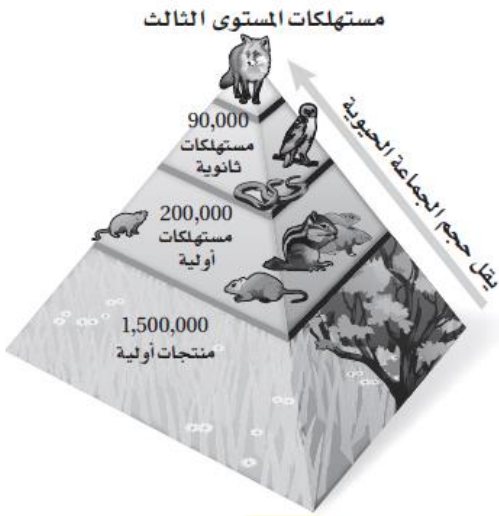 مستهلكات المستوى الثالث
90,000
مستهلكات
ثانوية
يقل حجم الجماعة الحيوية
200,000
مستهلكات
أولية
1,500,000
منتجات أولية